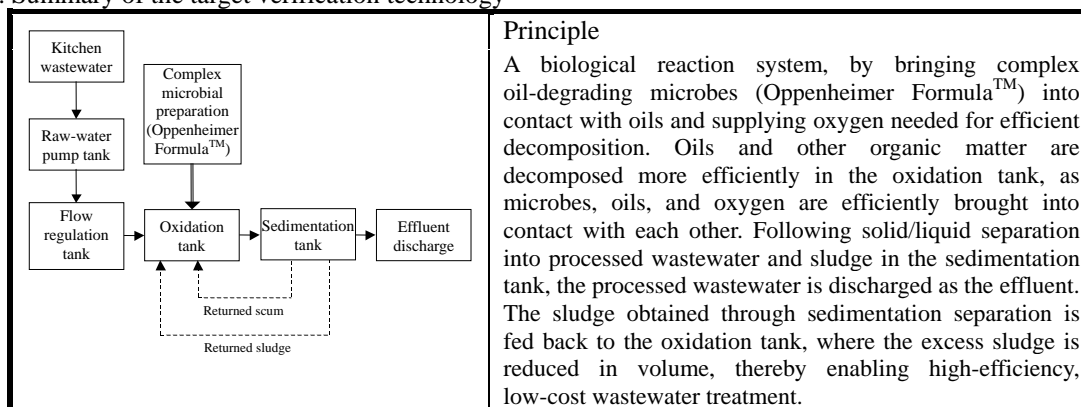 . Summary of the target verification technology
Kitchen
wastewater
Raw-water
pump tank
Flow
regulation
tank
Complex
microbial
preparation
(Oppenheimer
Formula™)
Oxidation
tank
Sedimentation
tank
Effluent
discharge
Returned scum
Returned sludge
Principle
A biological reaction system, by bringing complex
oil-degrading microbes (Oppenheimer Formula™) into
contact with oils and supplying oxygen needed for efficient
decomposition. Oils and other organic matter are
decomposed more efficiently in the oxidation tank, as
microbes, oils, and oxygen are efficiently brought into
contact with each other. Following solid/liquid separation
into processed wastewater and sludge in the sedimentation
tank, the processed wastewater is discharged as the effluent.
The sludge obtained through sedimentation separation is
fed back to the oxidation tank, where the excess sludge is
reduced in volume, thereby enabling high-efficiency,
low-cost wastewater treatment.